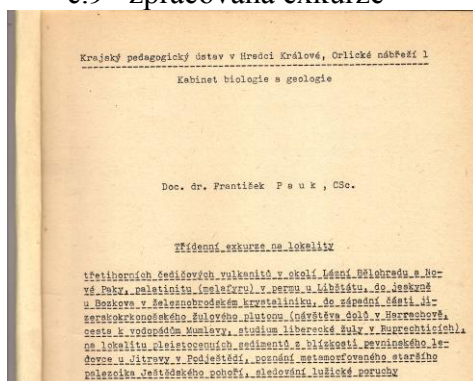 č.9 zpracovaná exkurze
Krajský pedagogický ústav v Hradci Králové, Orlické nábřeží 1
Kabinet biologie a geologie
Doc. dr. František P a u k , CSc.
Třídenní exkurze na lokality
třetihorních čedičových vulkanitů v okolí Lázní Bělohradu a No-
vé Paky, palatinitu (melafyru) v permu u Libštátu, do jeskyně
u Bozkova v železnobrodském krystaliniku, do západní části ji-
zerskokrkonošského žulového plutonu (návštěva dolů v Harrachově,
cesta k vodopádům Mumlavy, studium liberecké žuly v Ruprechticích),
na lokalitu pleistocenních sedimentů z blízkosti pevninského le-
dovce u Jítravy v Podještědí, poznání metamorfovaného staršího
paleozoika Ještědského pohoří, sledování lužické poruchy